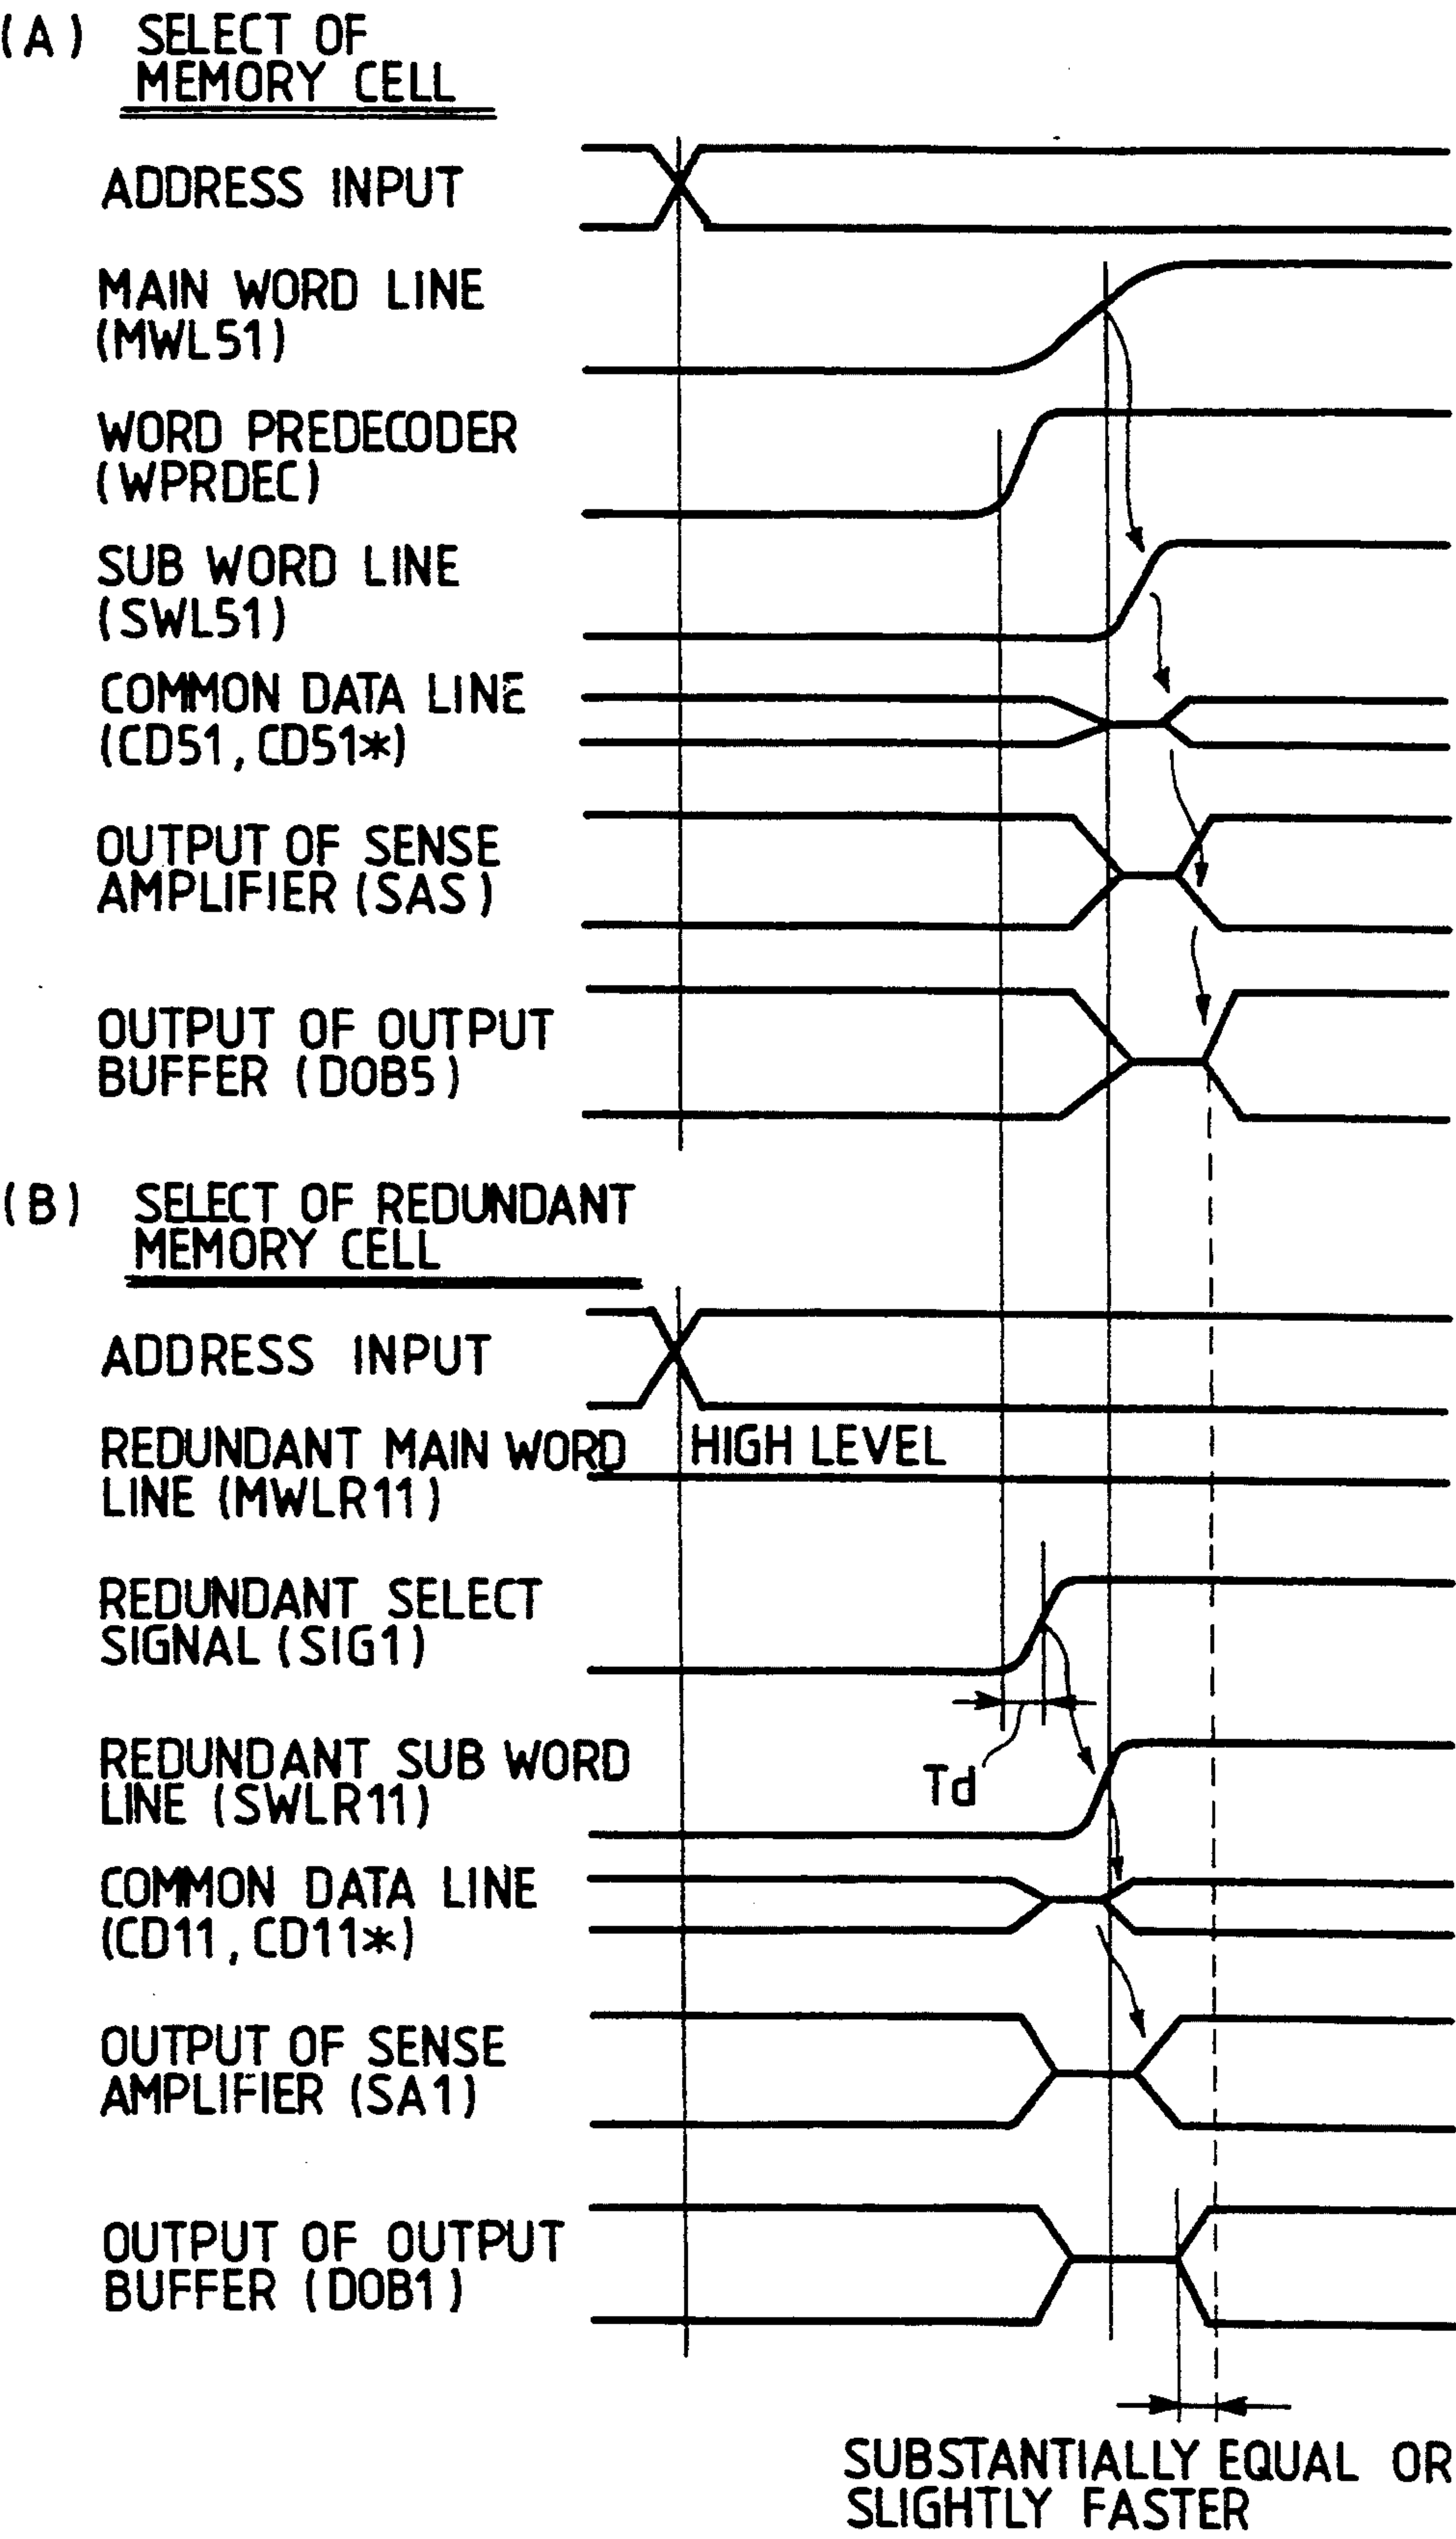 (A) SELECT OF
MEMORY CELL
ADDRESS INPUT
MAIN WORD LINE
(MWL51)
WORD PREDECODER
(WPRDEC)
SUB WORD LINE
(SWL51)
COMMON DATA LINE
(CD51, CD51*)
OUTPUT OF SENSE
AMPLIFIER (SAS)
OUTPUT OF OUTPUT
BUFFER (DOB5)
(B) SELECT OF REDUNDANT
MEMORY CELL
ADDRESS INPUT
REDUNDANT MAIN WORD
LINE (MWLR11)
HIGH LEVEL
REDUNDANT SELECT
SIGNAL (SIG1)
Td
REDUNDANT SUB WORD
LINE (SWLR11)
COMMON DATA LINE
(CD11, CD11*)
OUTPUT OF SENSE
AMPLIFIER (SA1)
OUTPUT OF OUTPUT
BUFFER (DOB1)
SUBSTANTIALLY EQUAL OR
SLIGHTLY FASTER